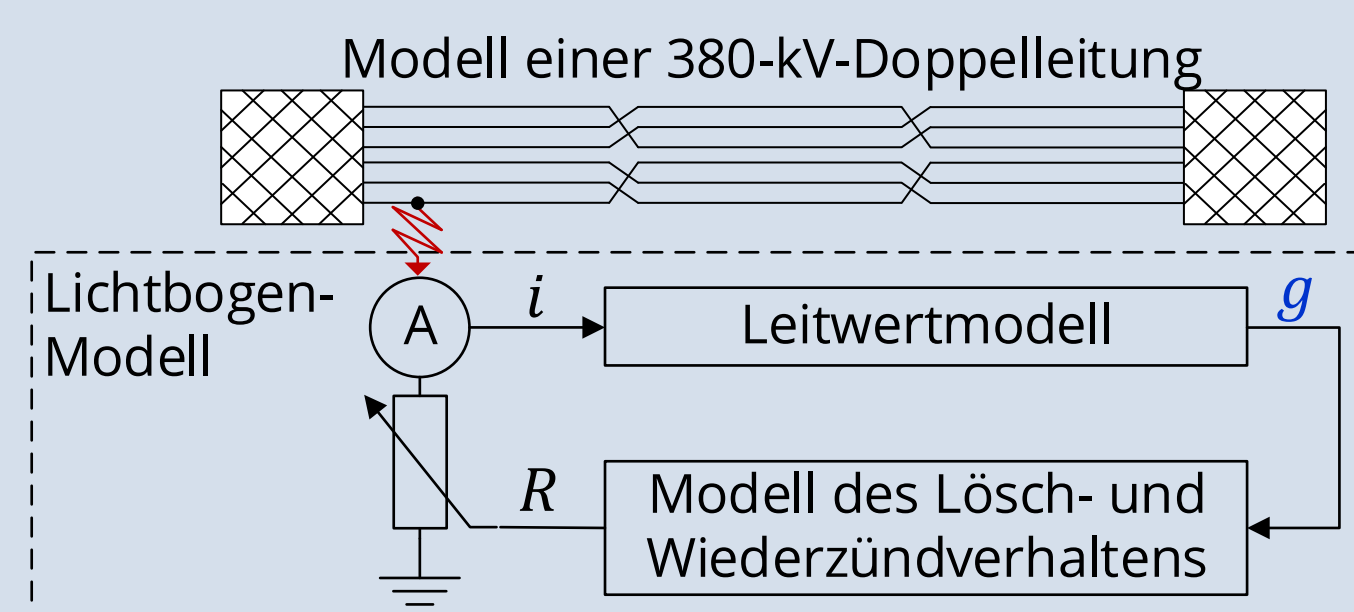 Modell einer 380-kV-Doppelleitung
Lichtbogen-
Modell
A
i
Leitwertmodell
g
R
Modell des Lösch- und
Wiederzündverhaltens